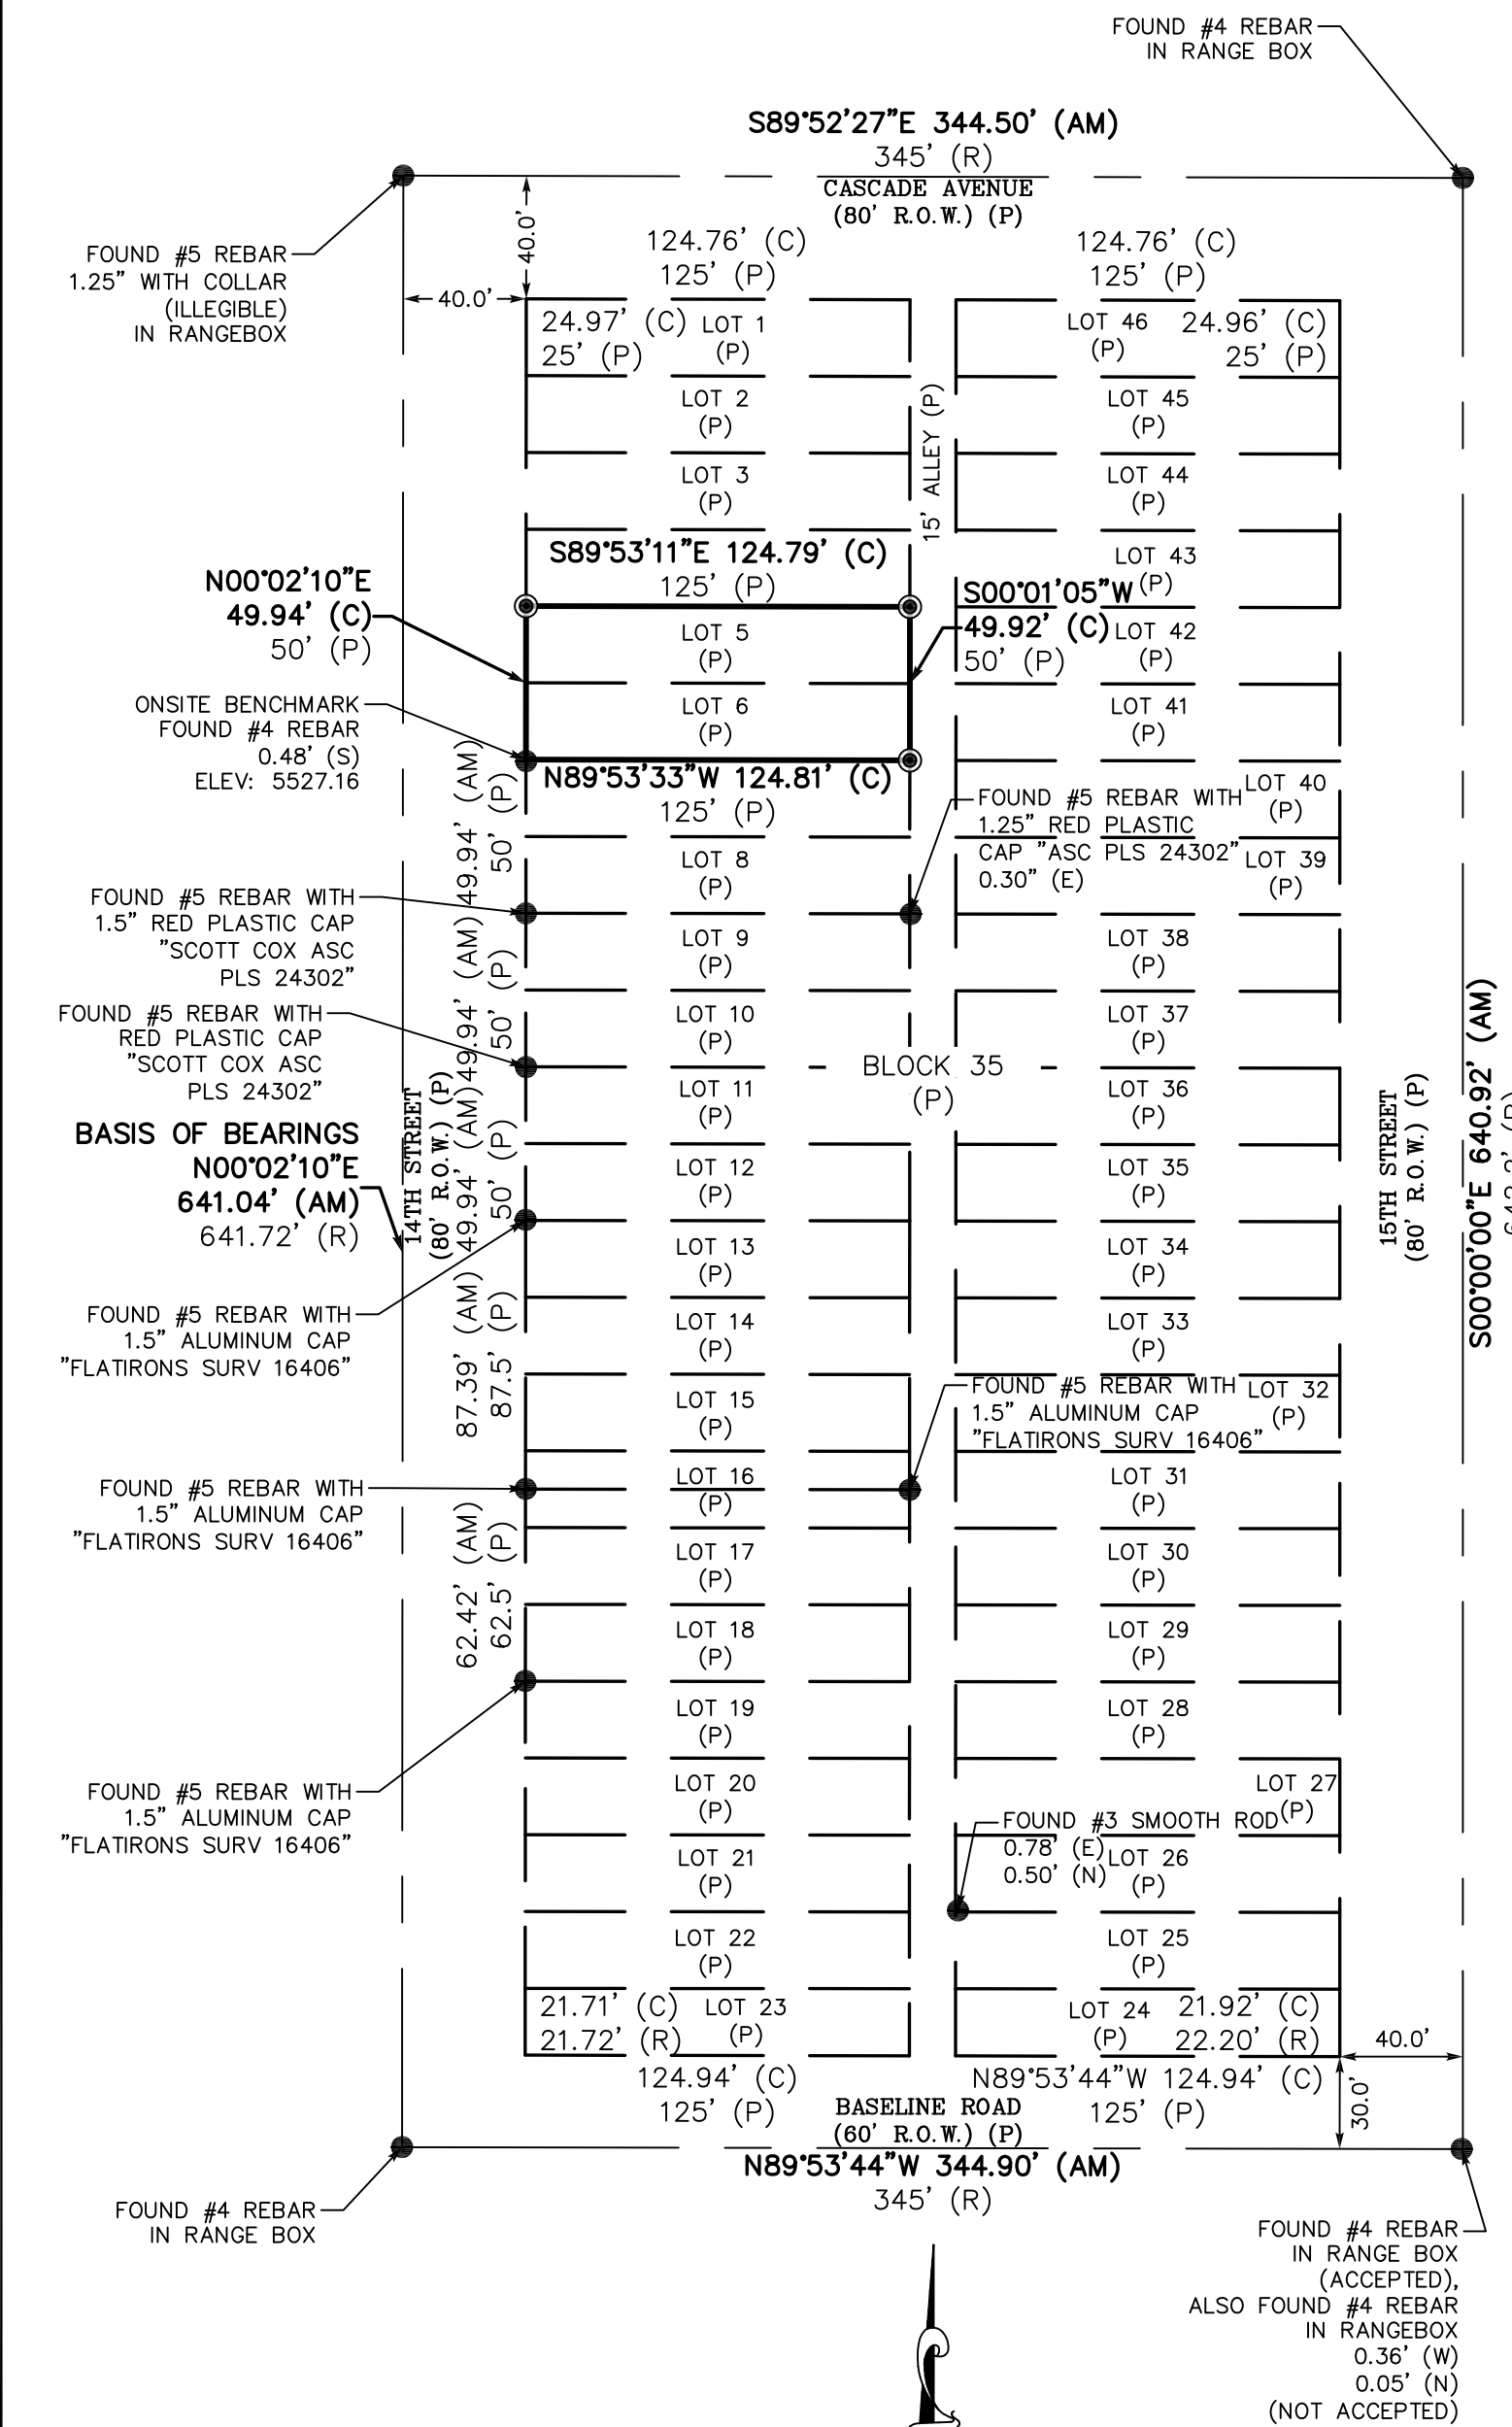 FOUND #4 REBAR
IN RANGE BOX
S89°52'27"E 344.50' (AM)
345' (R)
CASCADE AVENUE
(80' R.O.W.) (P)
FOUND #5 REBAR
1.25" WITH COLLAR
(ILLEGIBLE)
IN RANGEBOX
40.0'
40.0'
124.76' (C)
125' (P)
124.76' (C)
125' (P)
24.97' (C)
25' (P)
LOT 1
(P)
LOT 46
(P)
24.96' (C)
25' (P)
LOT 2
(P)
15' ALLEY (P)
LOT 45
(P)
LOT 3
(P)
LOT 44
(P)
S89°53'11"E 124.79' (C)
125' (P)
LOT 43
(P)
N00°02'10"E
49.94' (C)
50' (P)
S00°01'05"W
49.92' (C)
50' (P)
LOT 5
(P)
LOT 42
(P)
ONSITE BENCHMARK
FOUND #4 REBAR
0.48' (S)
ELEV: 5527.16
LOT 6
(P)
LOT 41
(P)
N89°53'33"W 124.81' (C)
125' (P)
49.94' (AM)
50' (P)
FOUND #5 REBAR WITH
1.25" RED PLASTIC
CAP "ASC PLS 24302"
0.30" (E)
LOT 40
(P)
LOT 8
(P)
LOT 39
(P)
FOUND #5 REBAR WITH
1.5" RED PLASTIC CAP
"SCOTT COX ASC
PLS 24302"
49.94' (AM)
50' (P)
LOT 9
(P)
LOT 38
(P)
FOUND #5 REBAR WITH
RED PLASTIC CAP
"SCOTT COX ASC
PLS 24302"
LOT 10
(P)
LOT 37
(P)
BLOCK 35
(P)
LOT 11
(P)
LOT 36
(P)
BASIS OF BEARINGS
N00°02'10"E
641.04' (AM)
641.72' (R)
14TH STREET
(80' R.O.W.) (P)
49.94' (AM)
50' (P)
LOT 12
(P)
LOT 35
(P)
15TH STREET
(80' R.O.W.) (P)
S00°00'00"E 640.92' (AM)
LOT 13
(P)
LOT 34
(P)
FOUND #5 REBAR WITH
1.5" ALUMINUM CAP
"FLATIRONS SURV 16406"
87.39' (AM)
87.5' (P)
LOT 14
(P)
LOT 33
(P)
LOT 15
(P)
FOUND #5 REBAR WITH
1.5" ALUMINUM CAP
"FLATIRONS SURV 16406"
LOT 32
(P)
FOUND #5 REBAR WITH
1.5" ALUMINUM CAP
"FLATIRONS SURV 16406"
LOT 16
(P)
LOT 31
(P)
62.42' (AM)
62.5' (P)
LOT 17
(P)
LOT 30
(P)
LOT 18
(P)
LOT 29
(P)
LOT 19
(P)
LOT 28
(P)
FOUND #5 REBAR WITH
1.5" ALUMINUM CAP
"FLATIRONS SURV 16406"
LOT 20
(P)
LOT 27
(P)
FOUND #3 SMOOTH ROD
0.78' (E)
0.50' (N)
LOT 21
(P)
LOT 26
(P)
LOT 22
(P)
LOT 25
(P)
21.71' (C)
21.72' (R)
LOT 23
(P)
LOT 24
(P)
21.92' (C)
22.20' (R)
40.0'
30.0'
124.94' (C)
125' (P)
N89°53'44"W 124.94' (C)
125' (P)
BASELINE ROAD
(60' R.O.W.) (P)
N89°53'44"W 344.90' (AM)
345' (R)
FOUND #4 REBAR
IN RANGE BOX
FOUND #4 REBAR
IN RANGE BOX
(ACCEPTED),
ALSO FOUND #4 REBAR
IN RANGEBOX
0.36' (W)
0.05' (N)
(NOT ACCEPTED)